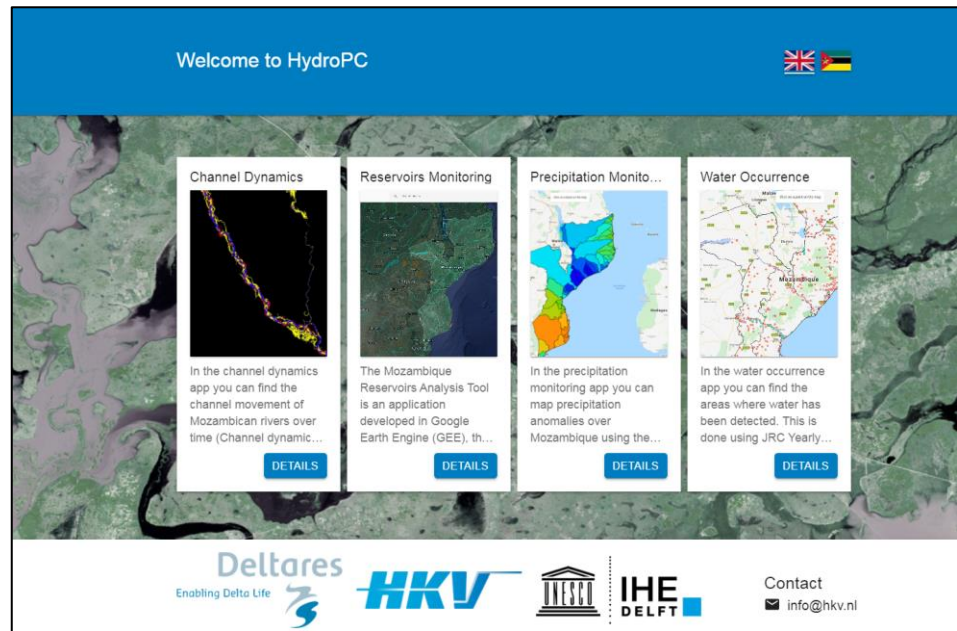 Welcome to HydroPC
Channel Dynamics
In the channel dynamics
app you can find the
channel movement of
Mozambican rivers over
time (Channel dynamic...
DETAILS
Reservoirs Monitoring
The Mozambique
Reservoirs Analysis Tool
is an application
developed in Google
Earth Engine (GEE), th...
DETAILS
Precipitation Monito...
In the precipitation
monitoring app you can
map precipitation
anomalies over
Mozambique using the...
DETAILS
Water Occurrence
Mozambique
In the water occurrence
app you can find the
areas where water has
been detected. This is
done using JRC Yearly...
DETAILS
Deltares
Enabling Delta Life
HKV
UNESCO
IHE
DELFT
Contact
info@hkv.nl